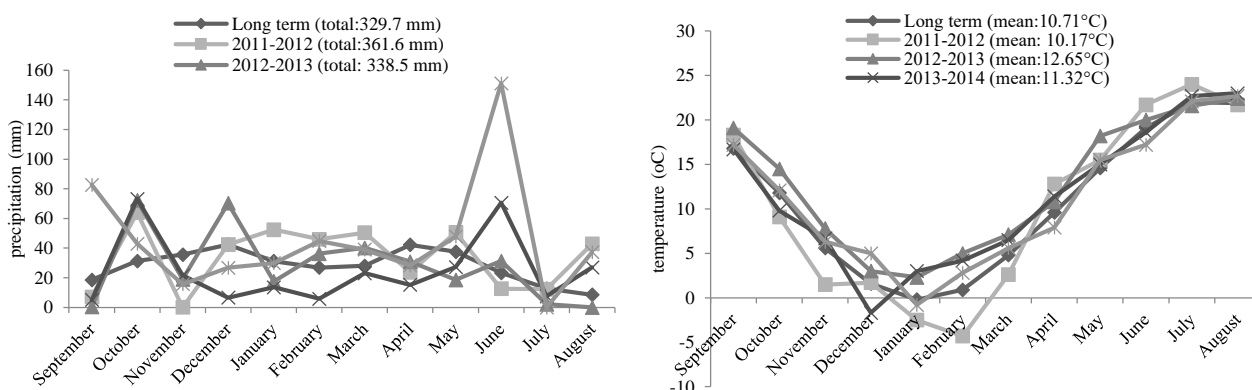 Long term (total:329.7 mm)
2011-2012 (total:361.6 mm)
2012-2013 (total: 338.5 mm)
precipitation (mm)
160
140
120
100
80
60
40
20
0
September
October
November
December
January
February
March
April
May
June
July
August
Long term (mean:10.71°C)
2011-2012 (mean: 10.17°C)
2012-2013 (mean:12.65°C)
2013-2014 (mean:11.32°C)
temperature (oC)
30
25
20
15
10
5
0
-5
-10
September
October
November
December
January
February
March
April
May
June
July
August